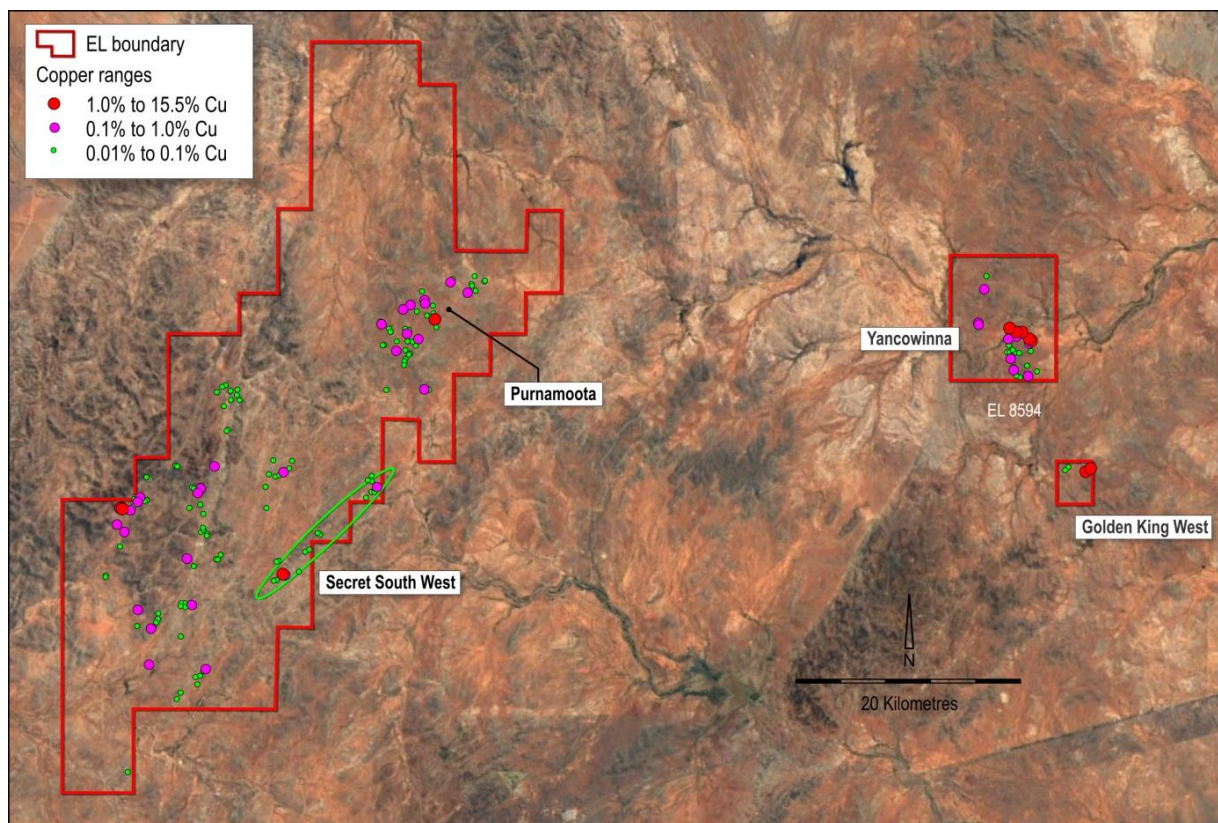 EL boundary
Copper ranges
1.0% to 15.5% Cu
0.1% to 1.0% Cu
0.01% to 0.1% Cu
Yancowinna
Purnamoota
EL 8594
Golden King West
Secret South West
N
20 Kilometres